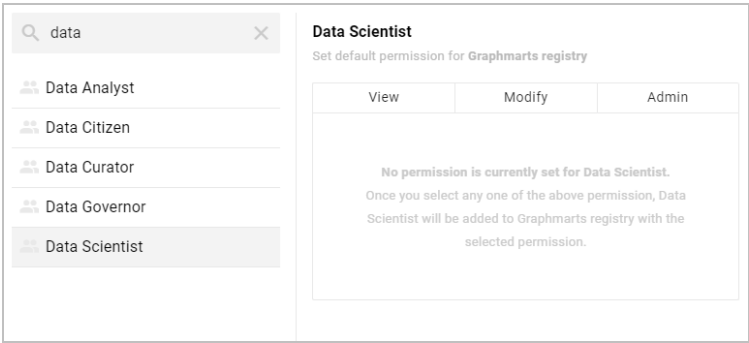 data
Data Analyst
Data Citizen
Data Curator
Data Governor
Data Scientist
Data Scientist
Set default permission for Graphmarts registry
View Modify Admin
No permission is currently set for Data Scientist.
Once you select any one of the above permission, Data
Scientist will be added to Graphmarts registry with the
selected permission.